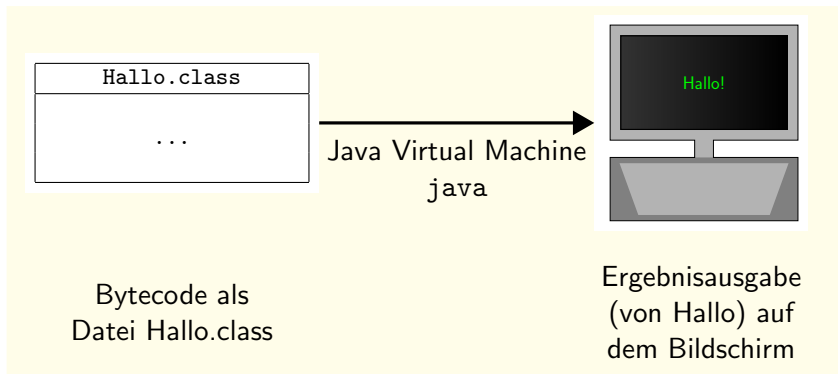 Hallo.class
...
Java Virtual Machine
java
Hallo!
Bytecode als
Datei Hallo.class
Ergebnisausgabe
(von Hallo) auf
dem Bildschirm